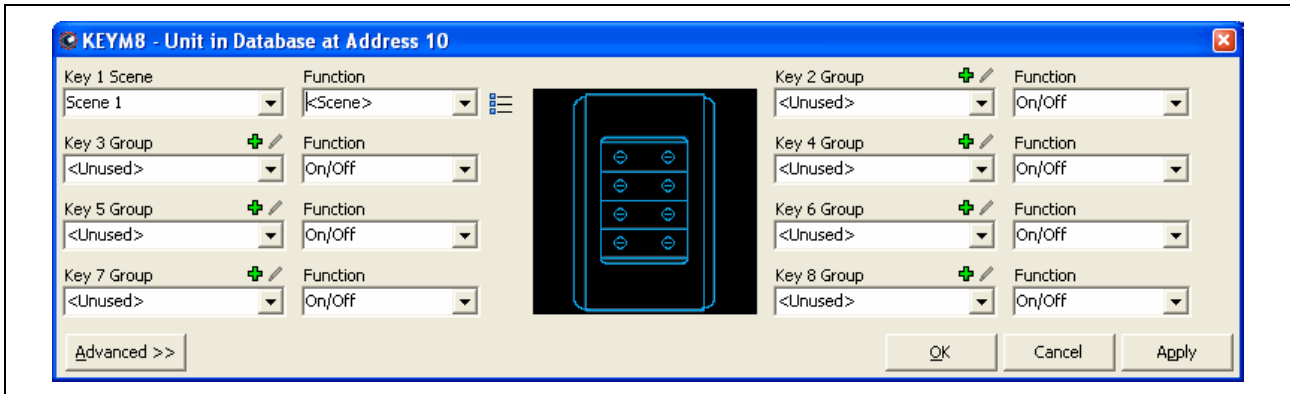 KEYM8 - Unit in Database at Address 10
Key 1 Scene Function Key 2 Group Function
Scene 1 <Scene> <Unused> On/Off
Key 3 Group Function Key 4 Group Function
<Unused> On/Off <Unused> On/Off
Key 5 Group Function Key 6 Group Function
<Unused> On/Off <Unused> On/Off
Key 7 Group Function Key 8 Group Function
<Unused> On/Off <Unused> On/Off
Advanced >> OK Cancel Apply